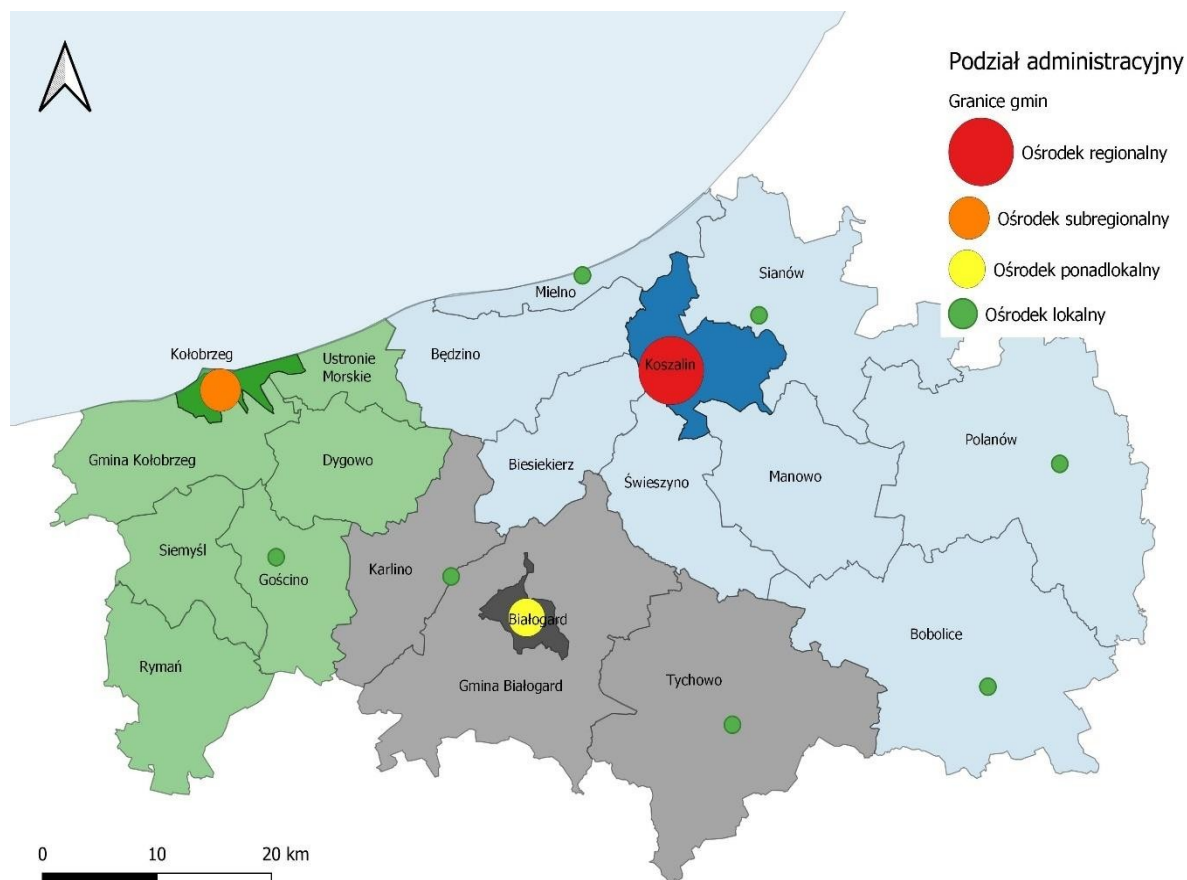 Podział administracyjny
Granice gmin
Ośrodek regionalny
Ośrodek subregionalny
Ośrodek ponadlokalny
Ośrodek lokalny
Sianów
Mielno
Kołobrzeg
Ustronie
Morskie
Będzino
Koszalin
Polanów
Gmina Kołobrzeg
Dygowo
Biesiekierz
Świeszyno
Manowo
Siemyśl
Gościno
Karlino
Białogard
Bobolice
Rymań
Gmina Białogard
Tychowo
0 10 20 km